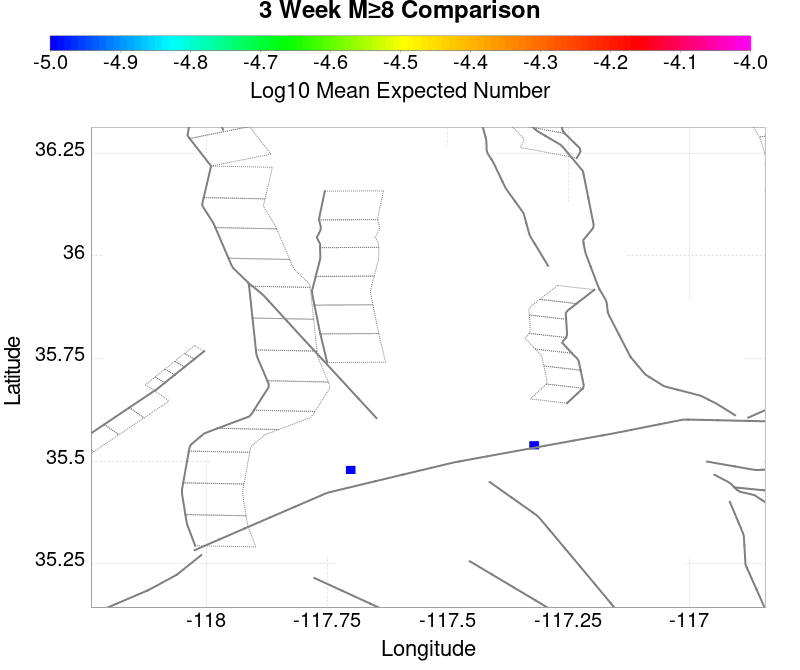 3 Week M≥8 Comparison
-5.0 -4.9 -4.8 -4.7 -4.6 -4.5 -4.4 -4.3 -4.2 -4.1 -4.0
Log10 Mean Expected Number
36.25
36
35.75
35.5
35.25
Latitude
-118 -117.75 -117.5 -117.25 -117
Longitude